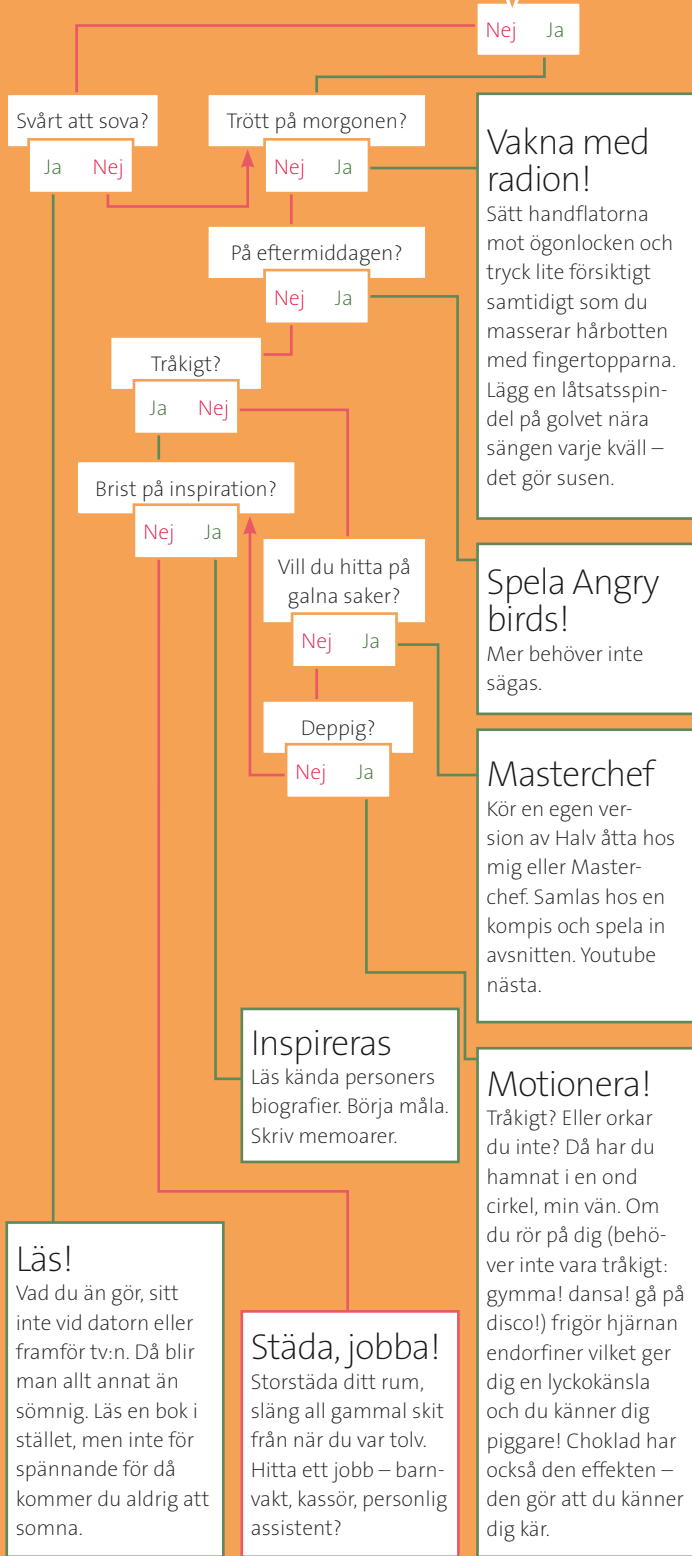 Nej Ja
Svårt att sova?
Ja Nej
Trött på morgonen?
Nej Ja
På eftermiddagen?
Nej Ja
Tråkigt?
Ja Nej
Brist på inspiration?
Nej Ja
Vill du hitta på
galna saker?
Nej Ja
Deppig?
Nej Ja
Vakna med
radion!
Sätt handflatorna
mot ögonlocken och
tryck lite försiktigt
samtidigt som du
masserar hårbotten
med fingertopparna.
Lägg en låtsatsspin-
del på golvet nära
sängen varje kväll –
det gör susen.
Spela Angry
birds!
Mer behöver inte
sägas.
Masterchef
Kör en egen ver-
sion av Halv åtta hos
mig eller Master-
chef. Samlas hos en
kompis och spela in
avsnitten. Youtube
nästa.
Inspireras
Läs kända personers
biografier. Börja måla.
Skriv memoarer.
Motionera!
Tråkigt? Eller orkar
du inte? Då har du
hamnat i en ond
cirkel, min vän. Om
du rör på dig (behö-
ver inte vara tråkigt:
gymma! dansa! gå på
disco!) frigör hjärnan
endorfiner vilket ger
dig en lyckokänsla
och du känner dig
piggare! Choklad har
också den effekten –
den gör att du känner
dig kär.
Läs!
Vad du än gör, sitt
inte vid datorn eller
framför tv:n. Då blir
man allt annat än
sömnig. Läs en bok i
stället, men inte för
spännande för då
kommer du aldrig att
somna.
Städa, jobba!
Storstäda ditt rum,
släng all gammal skit
från när du var tolv.
Hitta ett jobb – barn-
vakt, kassör, personlig
assistent?